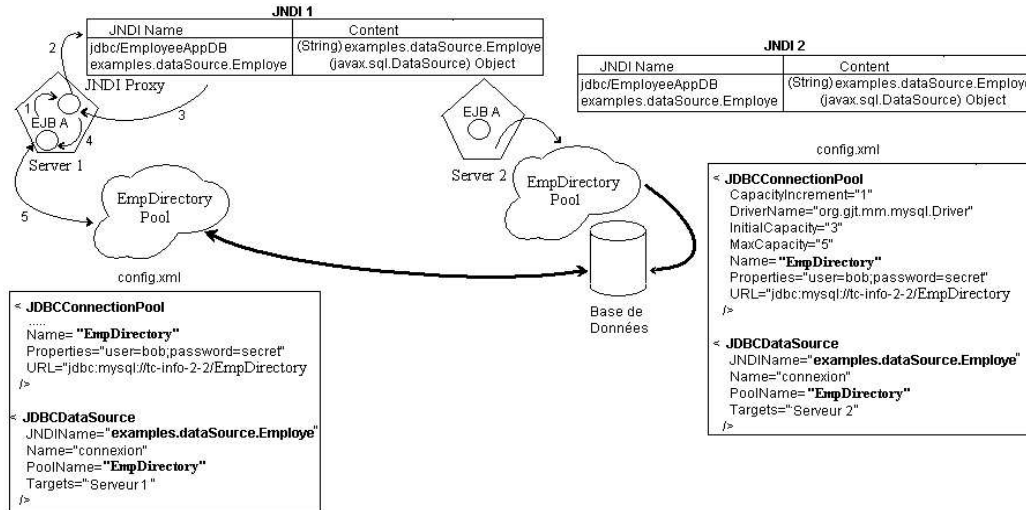 JNDI 1
JNDI Name Content
jdbc/EmployeeAppDB (String) examples.dataSource.Employe
examples.dataSource.Employe (javax.sql.DataSource) Object
JNDI Proxy
2
1
3
EJB A
4
Server 1
5
EmpDirectory
Pool
JNDI 2
JNDI Name Content
jdbc/EmployeeAppDB (String) examples.dataSource.Employe
examples.dataSource.Employe (javax.sql.DataSource) Object
EJB A
Server 2
EmpDirectory
Pool
Base de
Données
config.xml
< JDBCConnectionPool
.....
Name= "EmpDirectory"
Properties="user=bob;password=secret"
URL="jdbc:mysql://tc-info-2-2/EmpDirectory
/>
< JDBCDataSource
JNDIName="examples.dataSource.Employe"
Name="connexion"
PoolName="EmpDirectory"
Targets="Serveur 1"
/>
config.xml
< JDBCConnectionPool
CapacityIncrement="1"
DriverName="org.gjt.mm.mysql.Driver"
InitialCapacity="3"
MaxCapacity="5"
Name="EmpDirectory"
Properties="user=bob;password=secret"
URL="jdbc:mysql://tc-info-2-2/EmpDirectory
/>
< JDBCDataSource
JNDIName="examples.dataSource.Employe"
Name="connexion"
PoolName="EmpDirectory"
Targets="Serveur 2"
/>